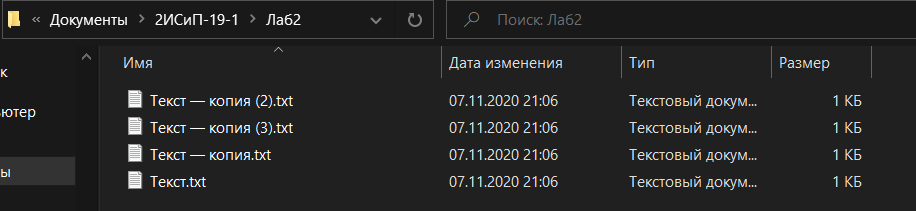 « Документы > 2ИСиП-19-1 > Лаб2
Поиск: Лаб2
Имя Дата изменения Тип Размер
Текст — копия (2).txt 07.11.2020 21:06 Текстовый докум... 1 КБ
Текст — копия (3).txt 07.11.2020 21:06 Текстовый докум... 1 КБ
Текст — копия.txt 07.11.2020 21:06 Текстовый докум... 1 КБ
Текст.txt 07.11.2020 21:06 Текстовый докум... 1 КБ